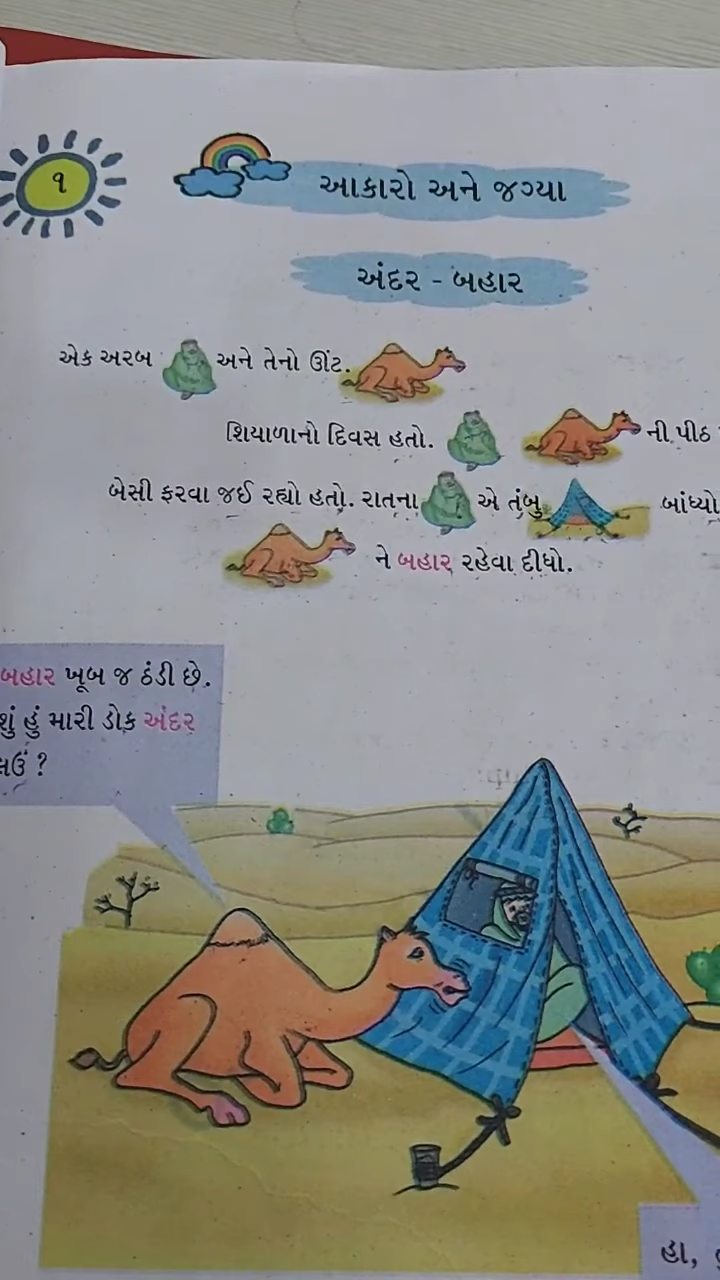 ૧
આકારો અને જગ્યા
અંદર - બહાર
એક અરબ અને તેનો ઊંટ.
શિયાળાનો દિવસ હતો. ની પીઠ
બેસી ફરવા જઈ રહ્યો હતો. રાતના એ તંબુ બાંધ્યો
ને બહાર રહેવા દીધો.
બહાર ખૂબ જ ઠંડી છે.
શું હું મારી ડોક અંદર
લઉં ?
હા,